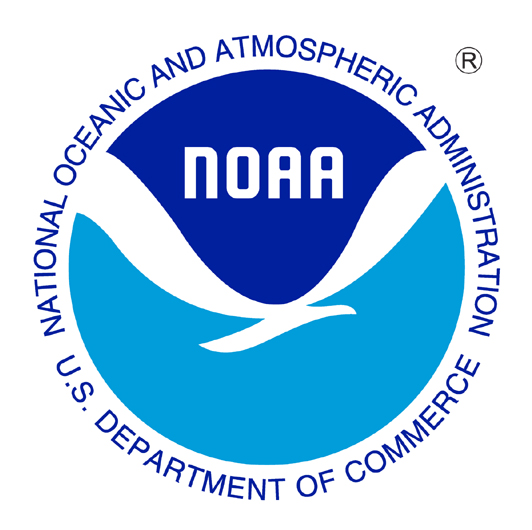 NATIONAL OCEANIC AND ATMOSPHERIC ADMINISTRATION
®
NOAA
U.S. DEPARTMENT OF COMMERCE